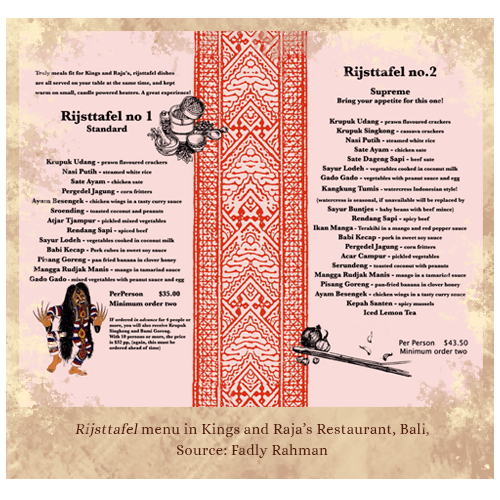 Truly meals fit for Kings and Raja's, rijsttafel dishes
are all served on your table at the same time, and kept
warm on small, candle powered heaters. A great experience!
Rijsttafel no 1
Standard
Krupuk Udang - prawn flavoured crackers
Nasi Putih - steamed white rice
Sate Ayam - chicken sate
Pergedel Jagung - corn fritters
Ayam Besengek - chicken wings in a tasty curry sauce
Sroending - toasted coconut and peanuts
Atjar Tjampur - pickled mixed vegetables
Rendang Sapi - spiced beef
Sayur Lodeh - vegetables cooked in coconut milk
Babi Kecap - Pork cubes in sweet soy sauce
Pisang Goreng - pan-fried banana in clover honey
Mangga Rudjak Manis - mango in tamarind sauce
Gado Gado - mixed vegetables with peanut sauce and egg
PerPerson $35.00
Minimum order two
If ordered in advance for 4 people or
more, you will also receive Krupuk
Singkong and Bami Goreng.
With 10 persons or more, the price
is $32 pp, (again, this must be
ordered ahead of time)
Rijsttafel no.2
Supreme
Bring your appetite for this one!
Krupuk Udang - prawn flavoured crackers
Krupuk Singkong - cassava crackers
Nasi Putih - steamed white rice
Sate Ayam - chicken sate
Sate Dageng Sapi - beef sate
Sayur Lodeh - vegetables cooked in coconut milk
Gado Gado - vegetables with peanut sauce and egg
Kangkung Tumis - watercress Indonesian style!
(watercress is seasonal, if unavailable will be replaced by
Sayur Buntjes - baby beans with beef mince)
Rendang Sapi - spicy beef
Ikan Manga - Terakihi in a mango and red pepper sauce
Babi Kecap - pork in sweet soy sauce
Pergedel Jagung - corn fritters
Acar Campur - pickled vegetables
Serundeng - toasted coconut with peanuts
Mangga Rudjak Manis - mango in a tamarind sauce
Pisang Goreng - pan-fried banana in clover honey
Ayam Besengek - chicken wings in a tasty curry sauce
Kepah Santen - spicy mussels
Iced Lemon Tea
Per Person $43.50
Minimum order two
Rijsttafel menu in Kings and Raja's Restaurant, Bali,
Source: Fadly Rahman